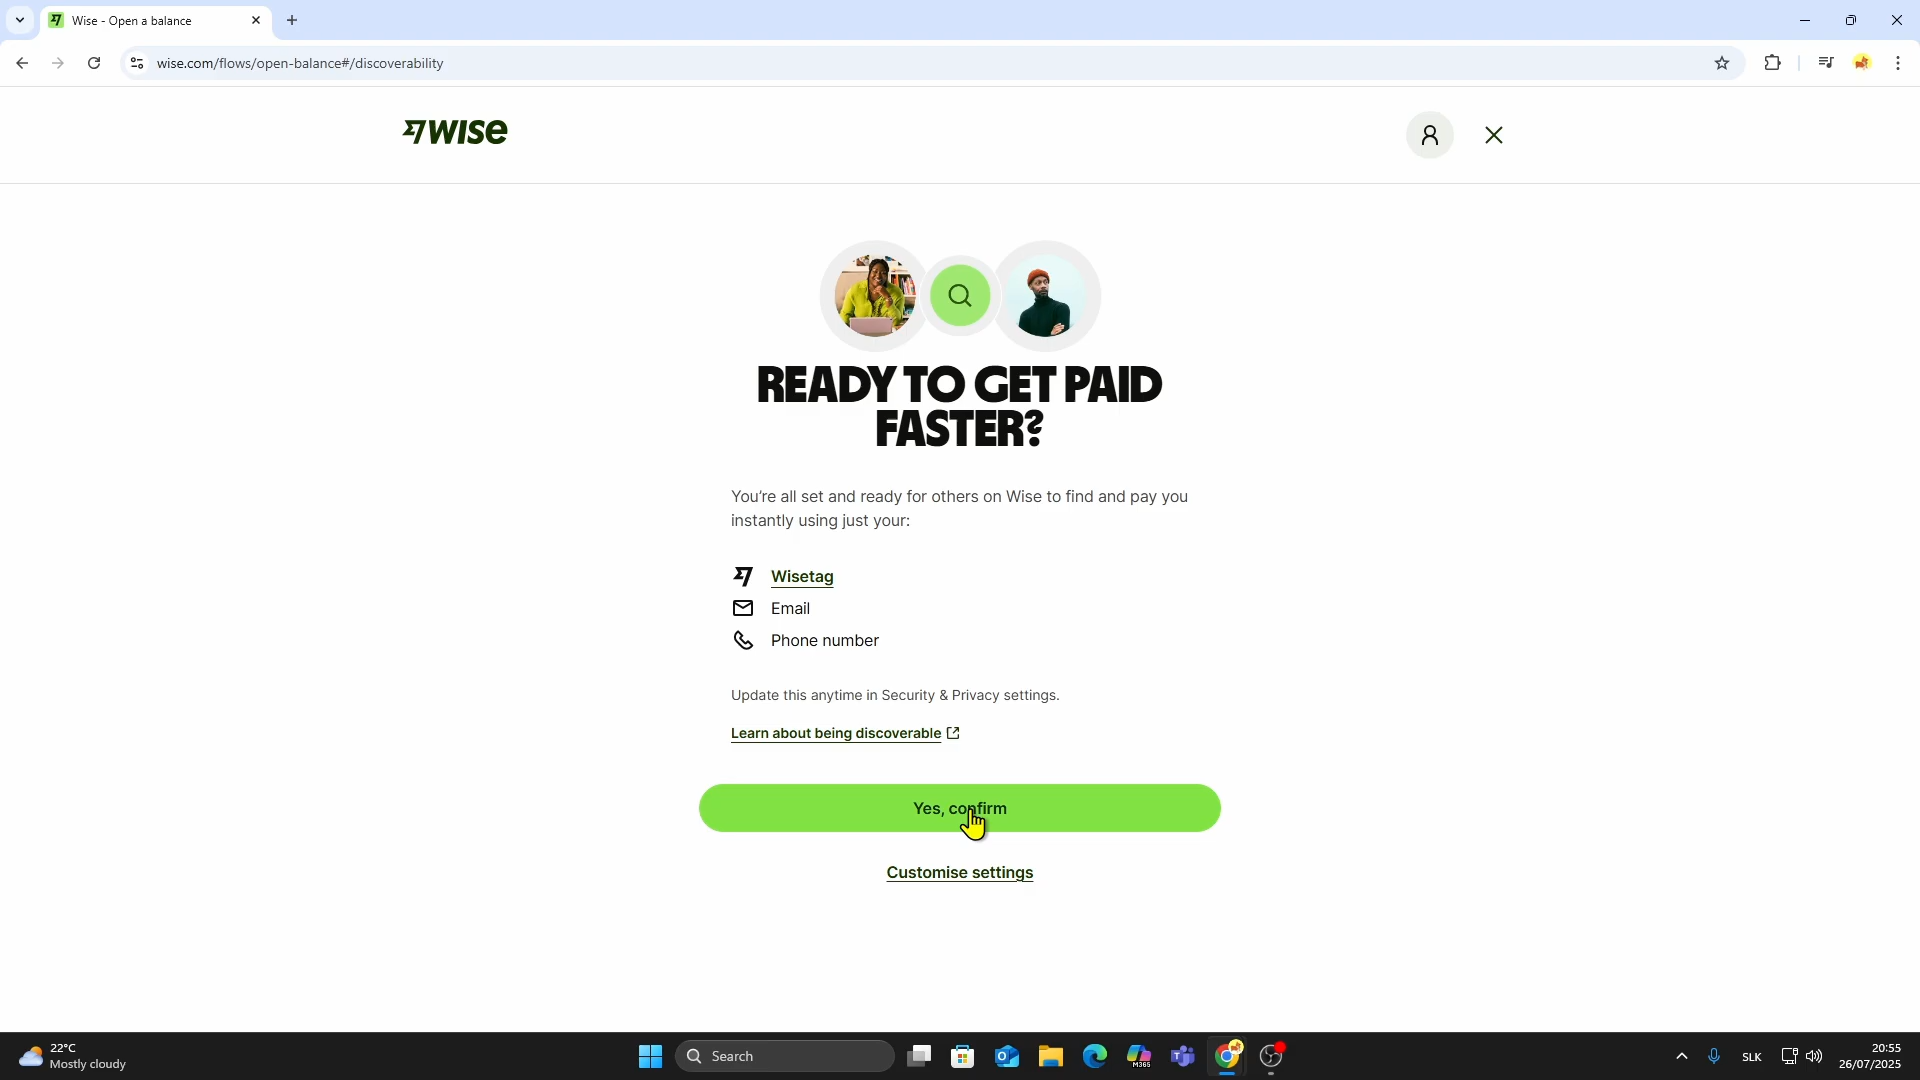 Wise - Open a balance
wise.com/flows/open-balance#/discoverability
WISE
READY TO GET PAID
FASTER?
You're all set and ready for others on Wise to find and pay you
instantly using just your:
Wisetag
Email
Phone number
Update this anytime in Security & Privacy settings.
Learn about being discoverable
Yes, confirm
Customise settings
22°C
Mostly cloudy
Search
M365
SLK
20:55
26/07/2025